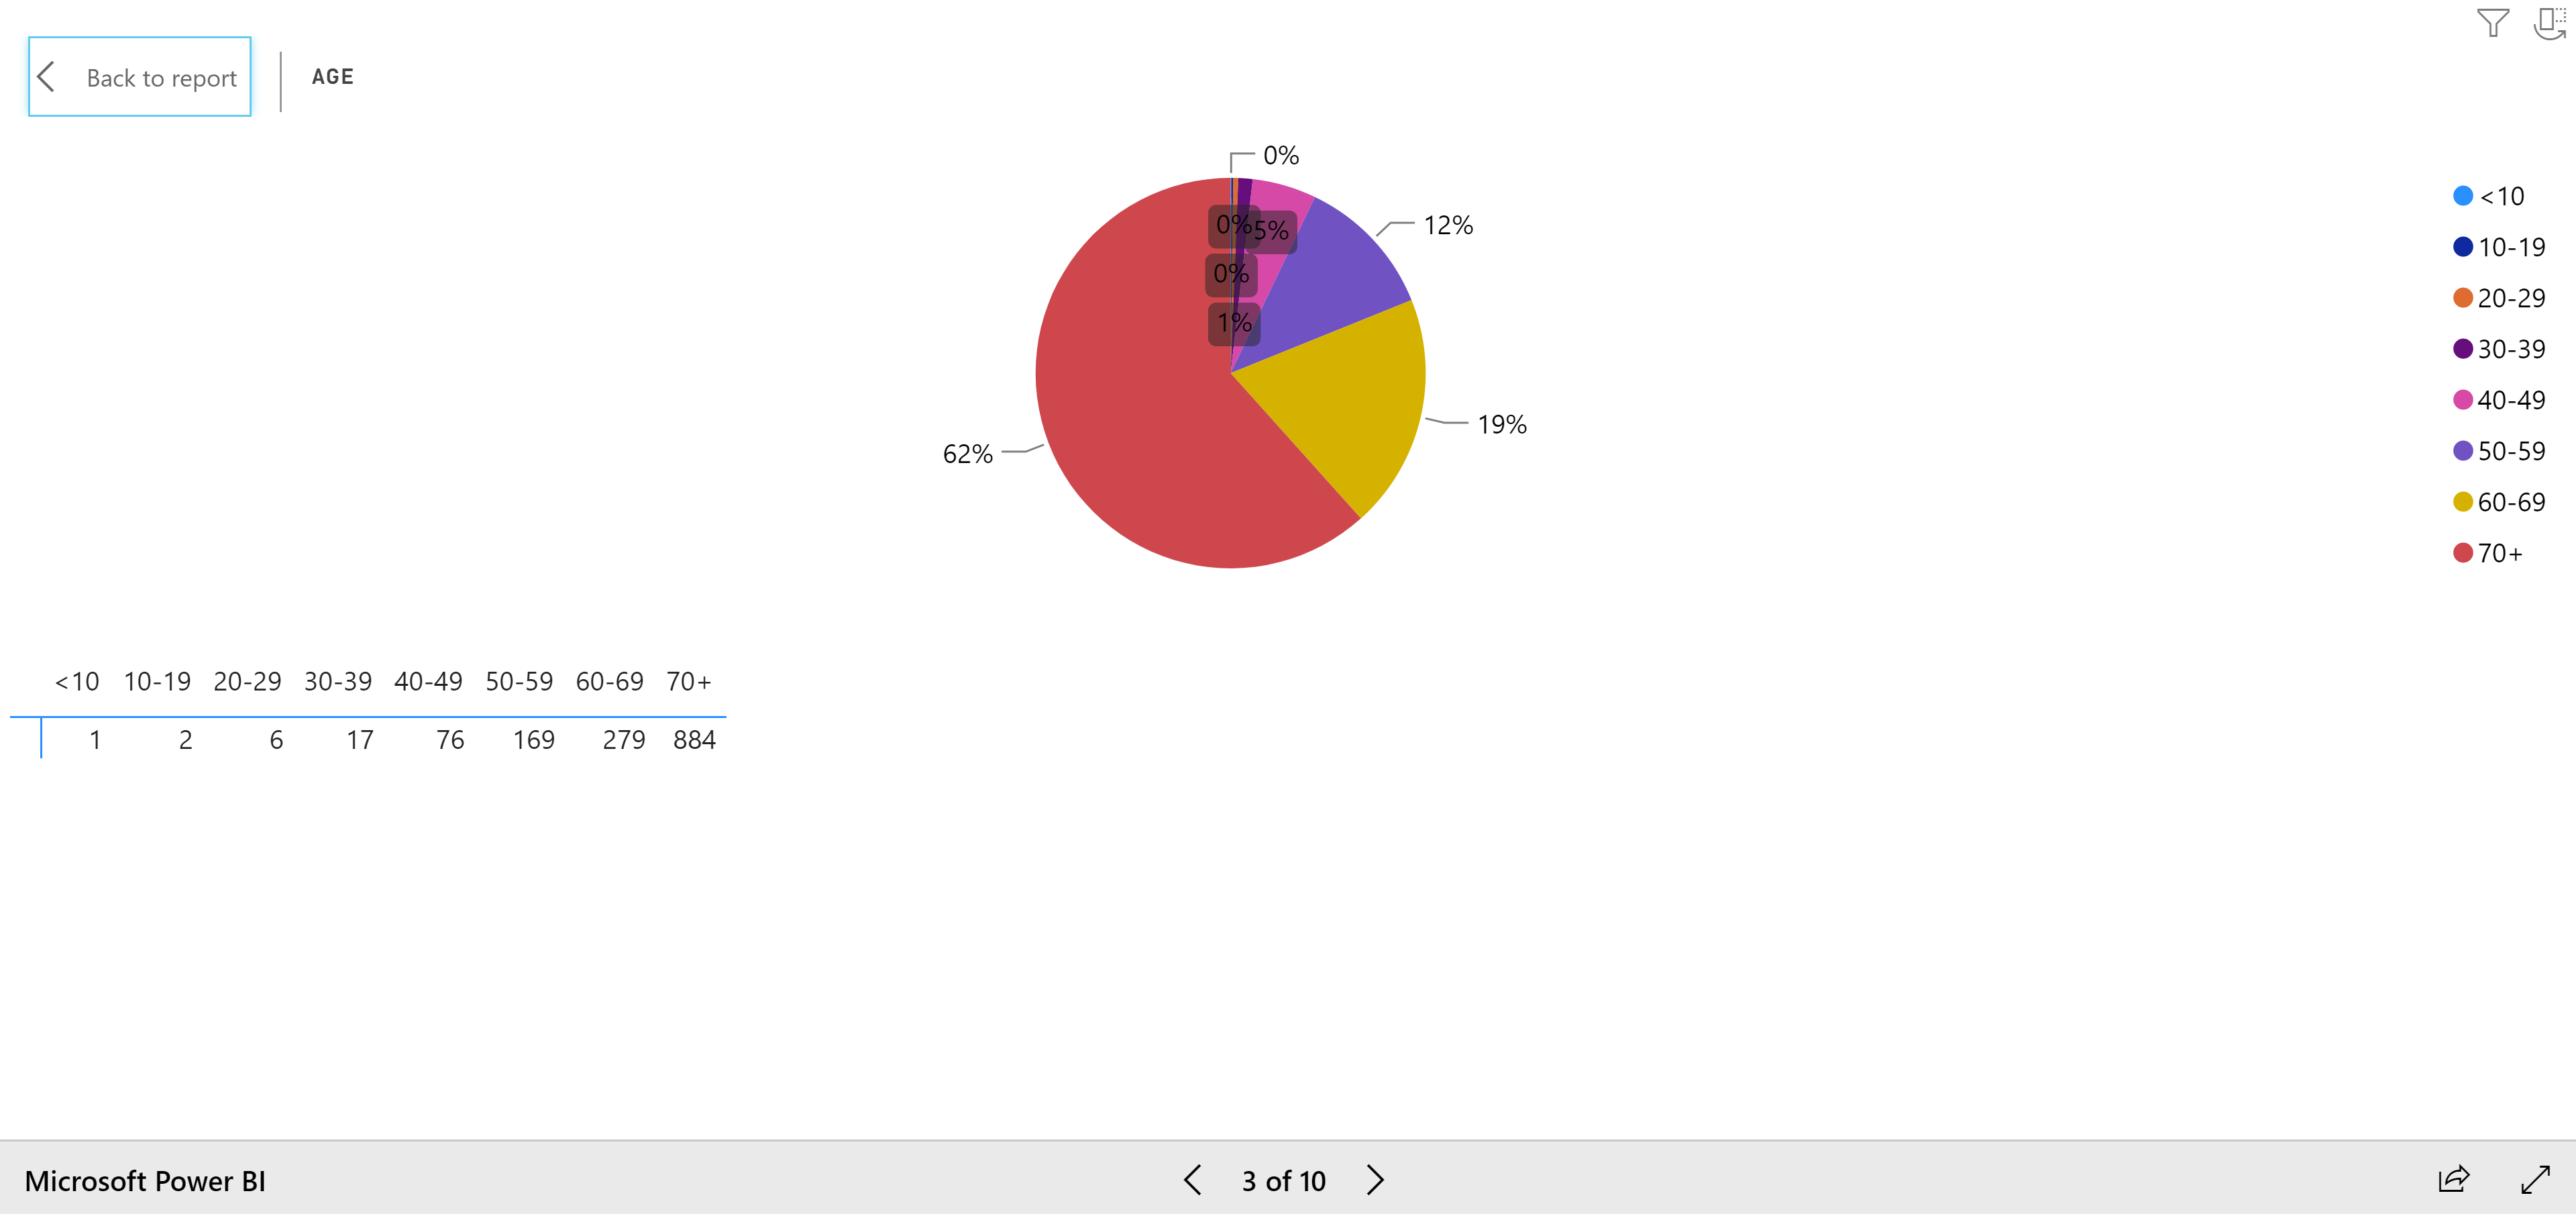 Back to report
AGE
0%
0%
5%
0%
1%
12%
19%
62%
<10
10-19
20-29
30-39
40-49
50-59
60-69
70+
<10 10-19 20-29 30-39 40-49 50-59 60-69 70+
1 2 6 17 76 169 279 884
Microsoft Power BI
3 of 10